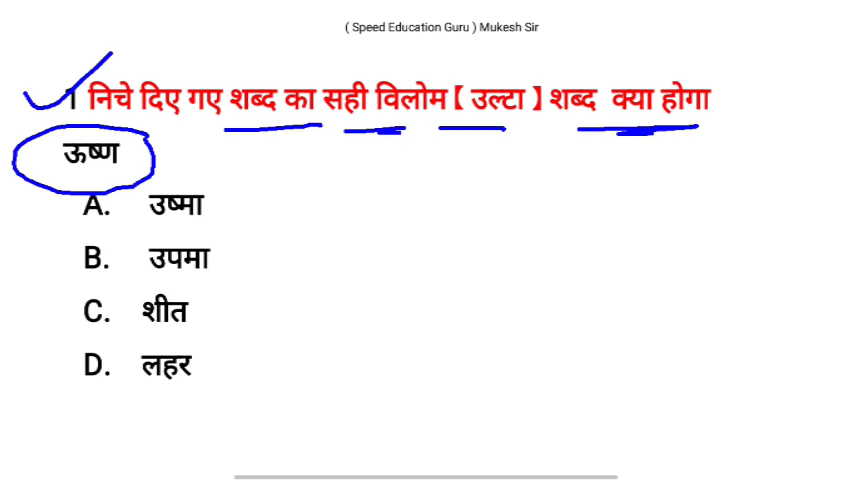 ( Speed Education Guru ) Mukesh Sir
1 निचे दिए गए शब्द का सही विलोम [ उल्टा ] शब्द क्या होगा
ऊष्ण
A. उष्मा
B. उपमा
C. शीत
D. लहर